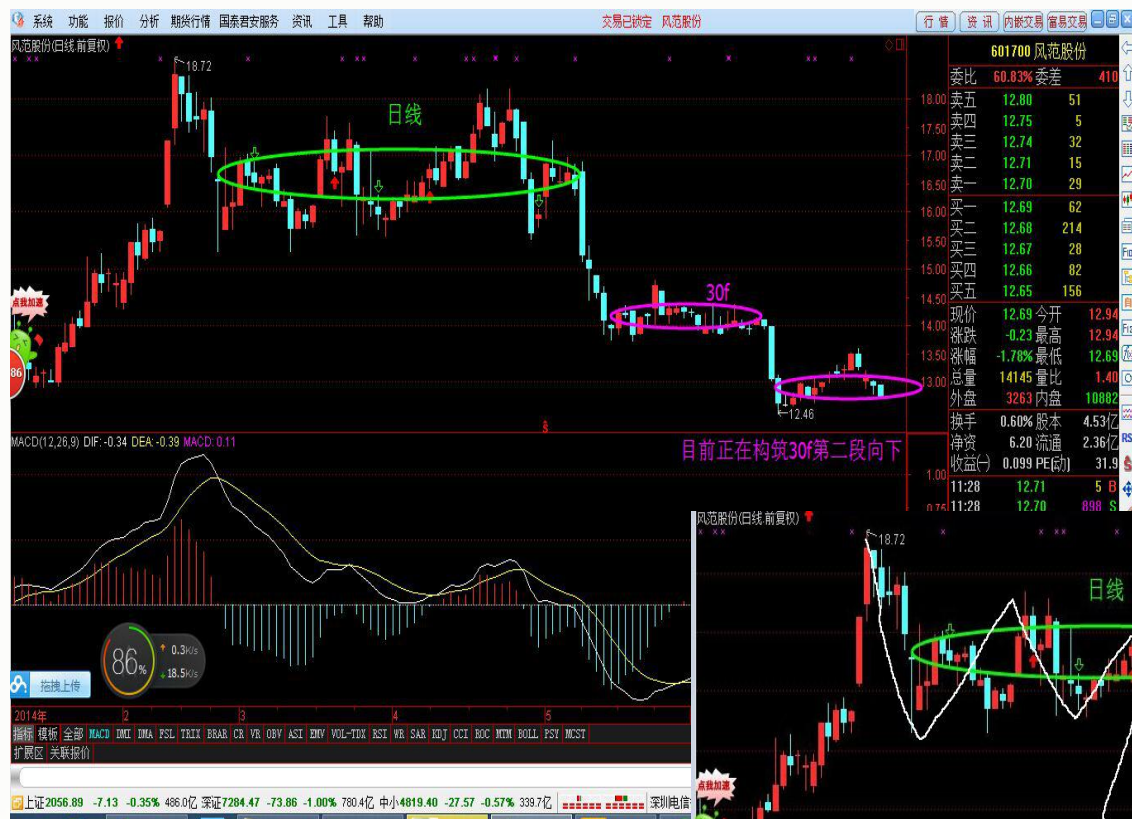 系统 功能 报价 分析 期货行情 国泰君安服务 资讯 工具 帮助 交易已锁定 风范股份 行情 资讯 内嵌交易 富易交易
风范股份(日线.前复权)
18.72
日线
30f
12.46
18.00
17.50
17.00
16.50
16.00
15.50
15.00
14.50
14.00
13.50
13.00
点我加速
86
601700 风范股份
委比 60.83% 委差 410
卖五 12.80 51
卖四 12.75 5
卖三 12.74 32
卖二 12.71 15
卖一 12.70 29
买一 12.69 62
买二 12.68 214
买三 12.67 28
买四 12.66 82
买五 12.65 156
现价 12.69 今开 12.94
涨跌 -0.23 最高 12.94
涨幅 -1.78% 最低 12.69
总量 14145 量比 1.40
外盘 3263 内盘 10882
换手 0.60% 股本 4.53亿
净资 6.20 流通 2.36亿
收益(一) 0.099 PE(动) 31.9
11:28 12.71 5 B
11:28 12.70 898 S
MACD(12,26,9) DIF:-0.34 DEA:-0.39 MACD:0.11
目前正在构筑30f第二段向下
1.00
0.75
86%
0.3K/s
18.5K/s
拖拽上传
2014年 2 3 4 5
指标 模板 全部 MACD DMI DMA FSL TRIX BRAR CR VR OBV ASI EMV VOL-TDX RSI WR SAR KDJ CCI ROC MTM BOLL PSY MCST
扩展区 关联报价
上证2056.89 -7.13 -0.35% 486.0亿 深证7284.47 -73.86 -1.00% 780.4亿 中小4819.40 -27.57 -0.57% 339.7亿 深圳电信
风范股份(日线.前复权)
18.72
日线
点我加速